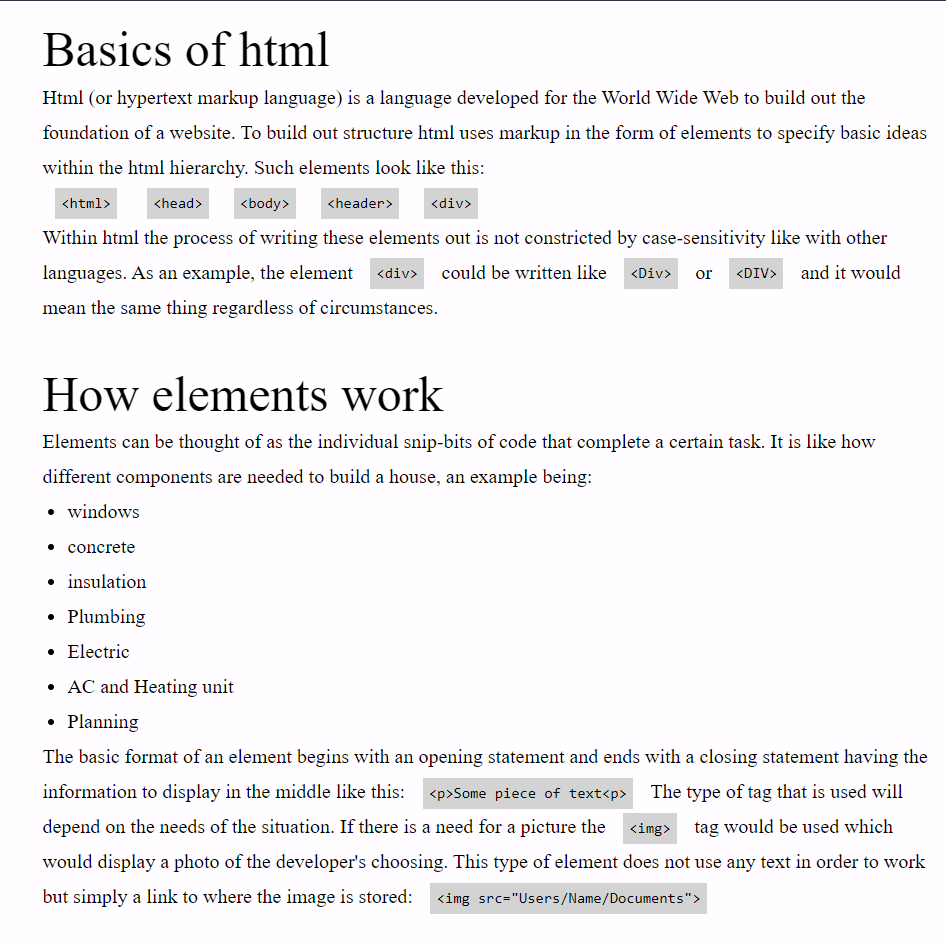 Basics of html
Html (or hypertext markup language) is a language developed for the World Wide Web to build out the
foundation of a website. To build out structure html uses markup in the form of elements to specify basic ideas
within the html hierarchy. Such elements look like this:
<html> <head> <body> <header> <div>
Within html the process of writing these elements out is not constricted by case-sensitivity like with other
languages. As an example, the element <div> could be written like <Div> or <DIV> and it would
mean the same thing regardless of circumstances.
How elements work
Elements can be thought of as the individual snip-bits of code that complete a certain task. It is like how
different components are needed to build a house, an example being:
• windows
• concrete
• insulation
• Plumbing
• Electric
• AC and Heating unit
• Planning
The basic format of an element begins with an opening statement and ends with a closing statement having the
information to display in the middle like this: <p>Some piece of text<p> The type of tag that is used will
depend on the needs of the situation. If there is a need for a picture the <img> tag would be used which
would display a photo of the developer's choosing. This type of element does not use any text in order to work
but simply a link to where the image is stored: <img src="Users/Name/Documents">